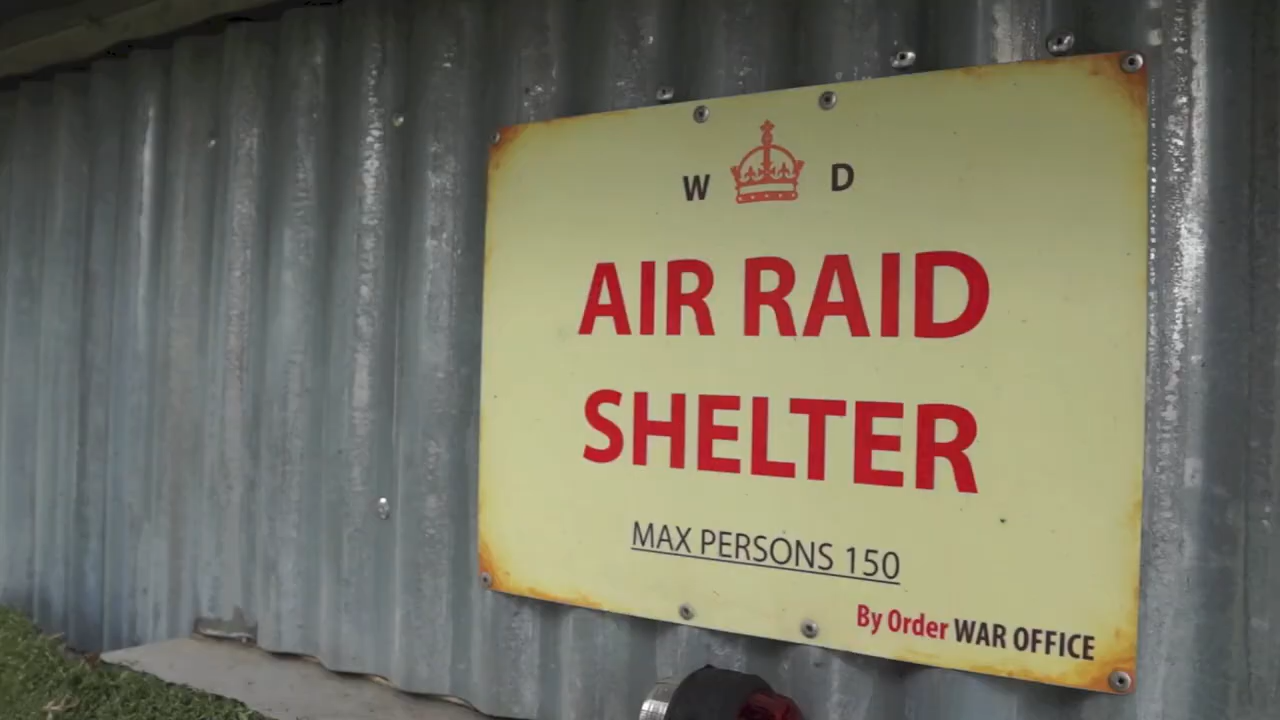 W D
AIR RAID
SHELTER
MAX PERSONS 150
By Order WAR OFFICE